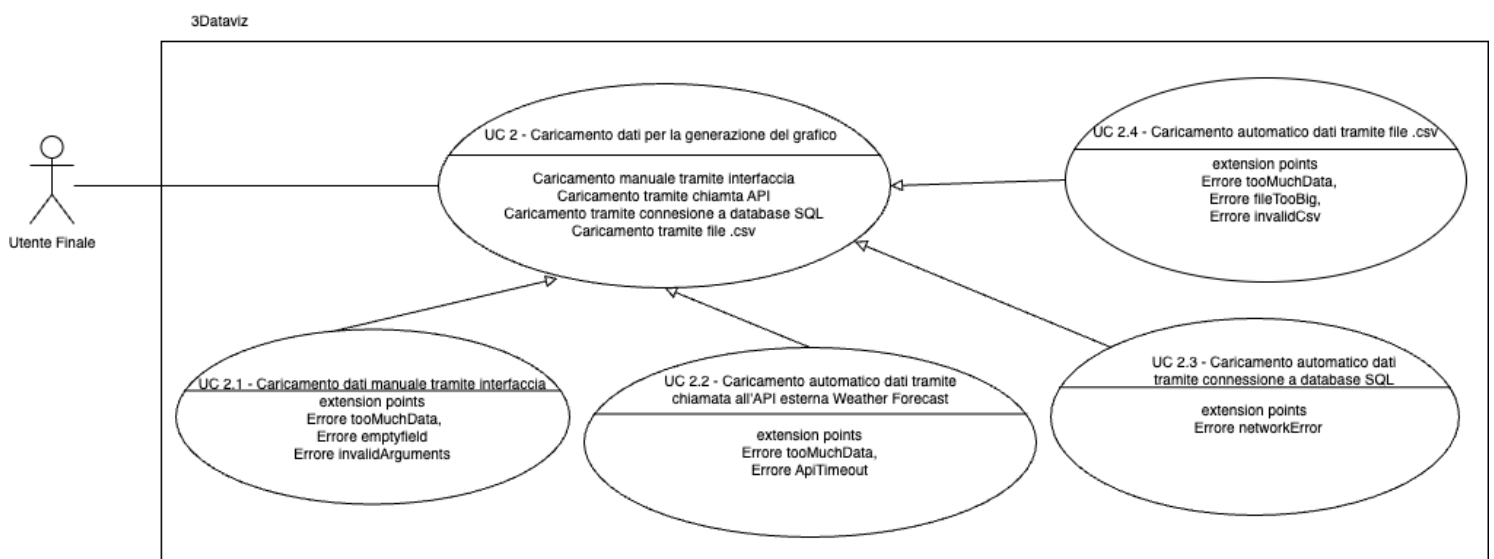 3Dataviz
Utente Finale
UC 2 - Caricamento dati per la generazione del grafico
Caricamento manuale tramite interfaccia
Caricamento tramite chiamta API
Caricamento tramite connesione a database SQL
Caricamento tramite file .csv
UC 2.4 - Caricamento automatico dati tramite file .csv
extension points
Errore tooMuchData,
Errore fileTooBig,
Errore invalidCsv
UC 2.1 - Caricamento dati manuale tramite interfaccia
extension points
Errore tooMuchData,
Errore emptyfield
Errore invalidArguments
UC 2.2 - Caricamento automatico dati tramite
chiamata all'API esterna Weather Forecast
extension points
Errore tooMuchData,
Errore ApiTimeout
UC 2.3 - Caricamento automatico dati
tramite connessione a database SQL
extension points
Errore networkError